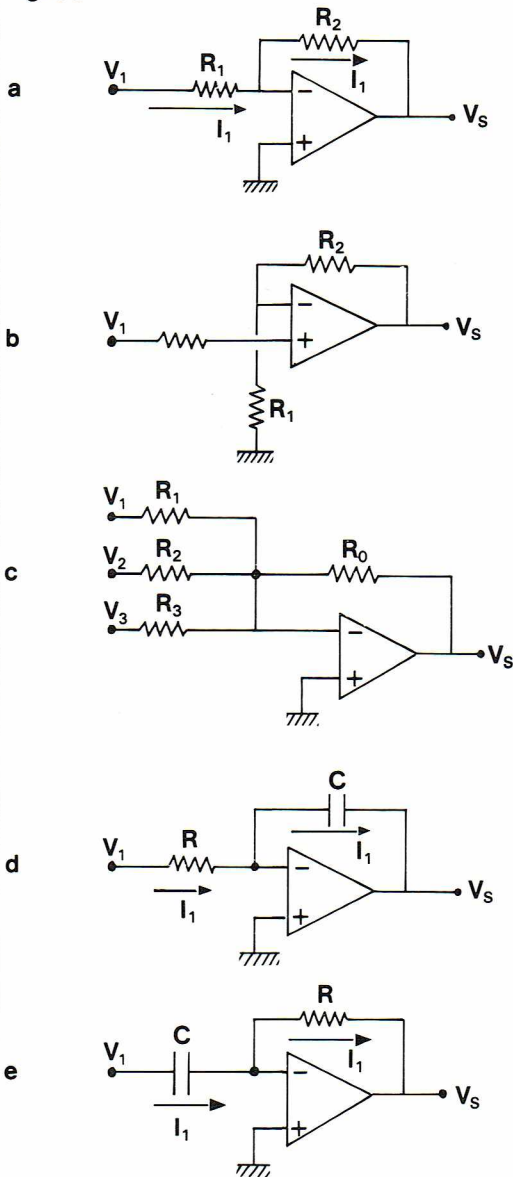 R₂
V₁ R₁ I₁
a − Vₛ
I₁
+
R₂
−
V₁ Vₛ
b +
R₁
V₁ R₁
V₂ R₂ R₀
c
V₃ R₃ −
Vₛ
+
C
V₁ R I₁
d − Vₛ
I₁
+
R
V₁ C I₁
e − Vₛ
I₁
+